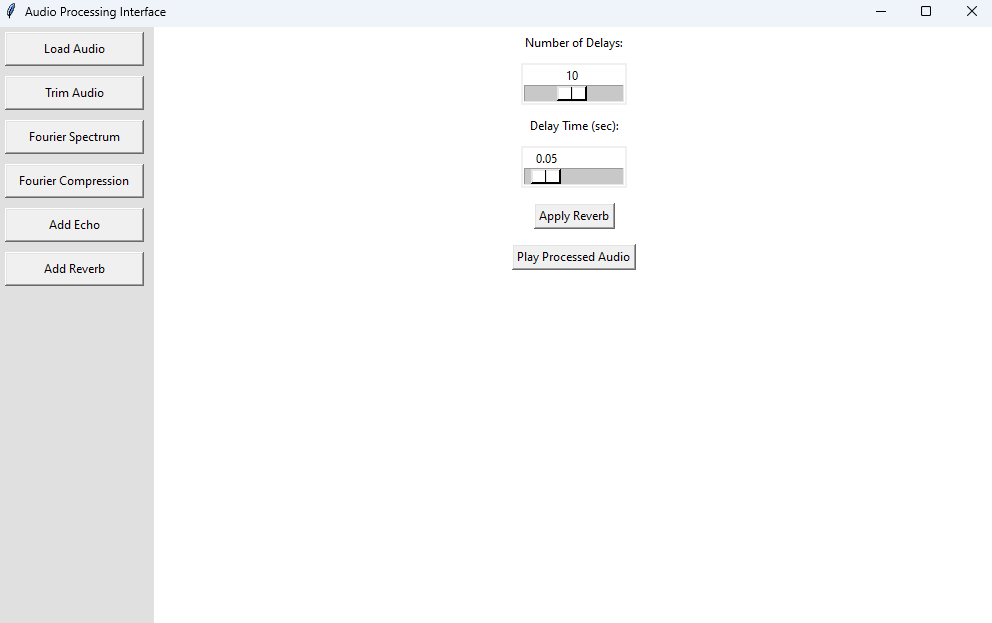 Audio Processing Interface
Load Audio
Trim Audio
Fourier Spectrum
Fourier Compression
Add Echo
Add Reverb
Number of Delays:
10
Delay Time (sec):
0.05
Apply Reverb
Play Processed Audio